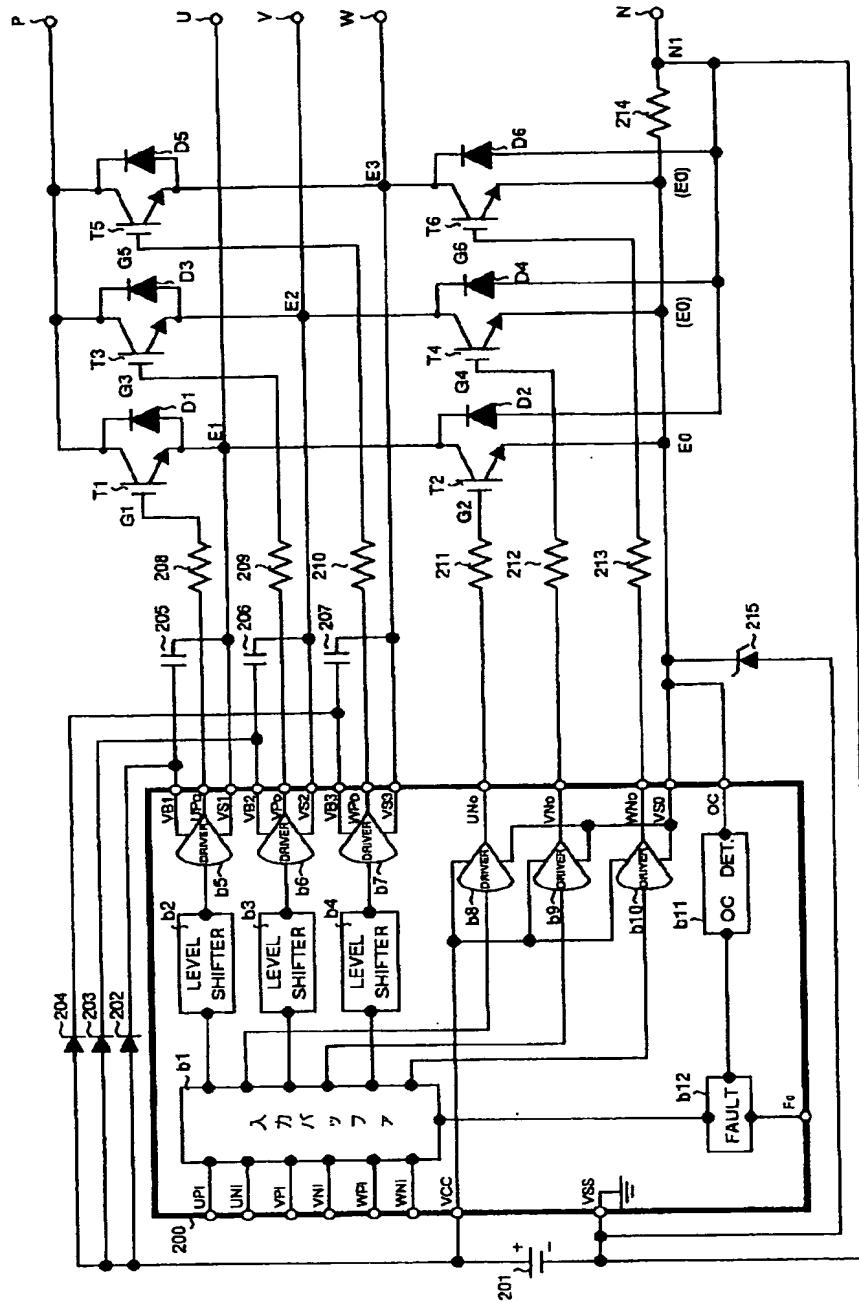 P
U
V
W
N
N1
D5
T5
G5
E3
D6
T6
G6
214
(E0)
D3
T3
G3
E2
D4
T4
G4
(E0)
D1
T1
G1
E1
D2
T2
G2
E0
208
209
210
211
212
213
205
206
207
215
VB1
UPo
VS1
VB2
VPo
VS2
VB3
WPo
VS3
UNo
VNo
WNo
VS0
OC
DRIVER
b5
DRIVER
b6
DRIVER
b7
DRIVER
b8
DRIVER
b9
DRIVER
b10
b2
LEVEL
SHIFTER
b3
LEVEL
SHIFTER
b4
LEVEL
SHIFTER
OC DET.
b11
204
203
202
b1
入力バッファ
b12
FAULT
Fo
UPi
UNi
VPi
VNi
WPi
WNi
VCC
VSS
200
201
+
-